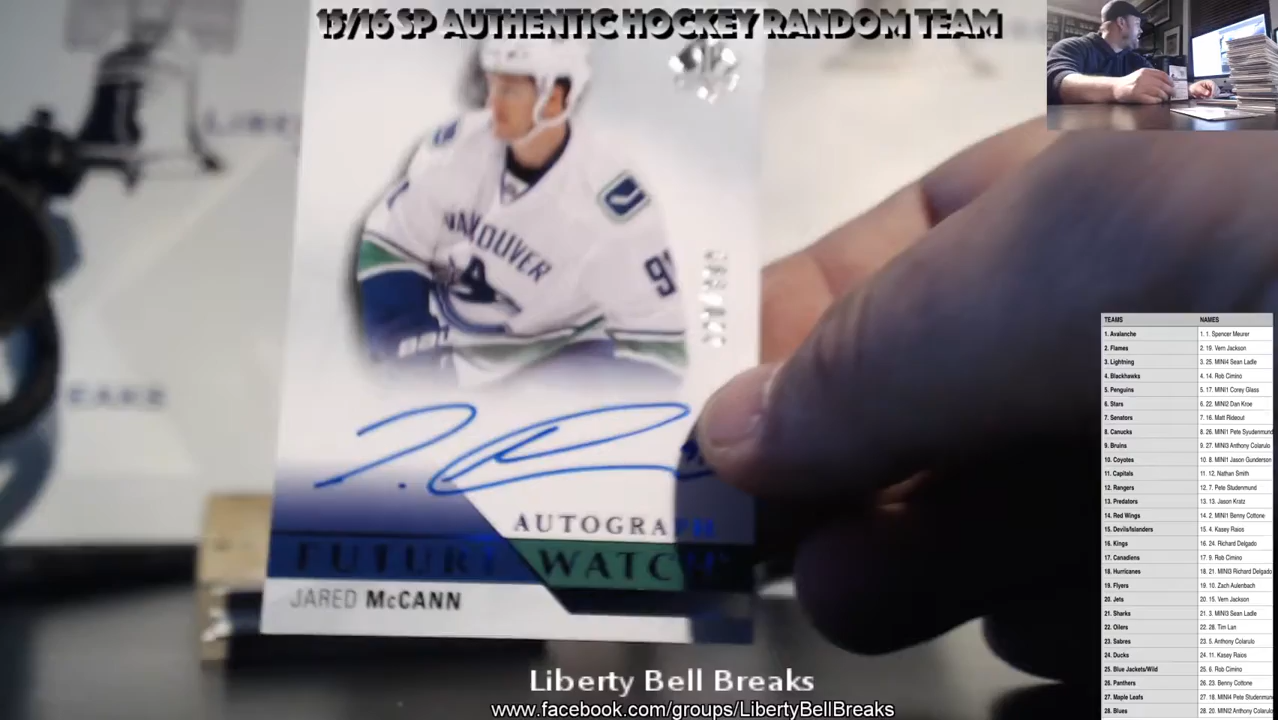 15/16 SP AUTHENTIC HOCKEY RANDOM TEAM
VANCOUVER
91
AUTOGRAPH
FUTURE WATCH
JARED McCANN
Liberty Bell Breaks
www.facebook.com/groups/LibertyBellBreaks
TEAMS NAMES
1. Avalanche 1. 1. Spencer Meurer
2. Flames 2. 19. Vern Jackson
3. Lightning 3. 25. MINI4 Sean Ladle
4. Blackhawks 4. 14. Rob Cimino
5. Penguins 5. 17. MINI1 Corey Glass
6. Stars 6. 22. MINI2 Dan Kroe
7. Senators 7. 16. Matt Rideout
8. Canucks 8. 26. MINI1 Pete Syudenmund
9. Bruins 9. 27. MINI3 Anthony Colarulo
10. Coyotes 10. 8. MINI1 Jason Gunderson
11. Capitals 11. 12. Nathan Smith
12. Rangers 12. 7. Pete Studenmund
13. Predators 13. 13. Jason Kratz
14. Red Wings 14. 2. MINI1 Benny Cottone
15. Devils/Islanders 15. 4. Kasey Raios
16. Kings 16. 24. Richard Delgado
17. Canadiens 17. 9. Rob Cimino
18. Hurricanes 18. 21. MINI3 Richard Delgado
19. Flyers 19. 10. Zach Aulenbach
20. Jets 20. 15. Vern Jackson
21. Sharks 21. 3. MINI3 Sean Ladle
22. Oilers 22. 28. Tim Lan
23. Sabres 23. 5. Anthony Colarulo
24. Ducks 24. 11. Kasey Raios
25. Blue Jackets/Wild 25. 6. Rob Cimino
26. Panthers 26. 23. Benny Cottone
27. Maple Leafs 27. 18. MINI4 Pete Studenmun
28. Blues 28. 20. MINI2 Anthony Colarulo